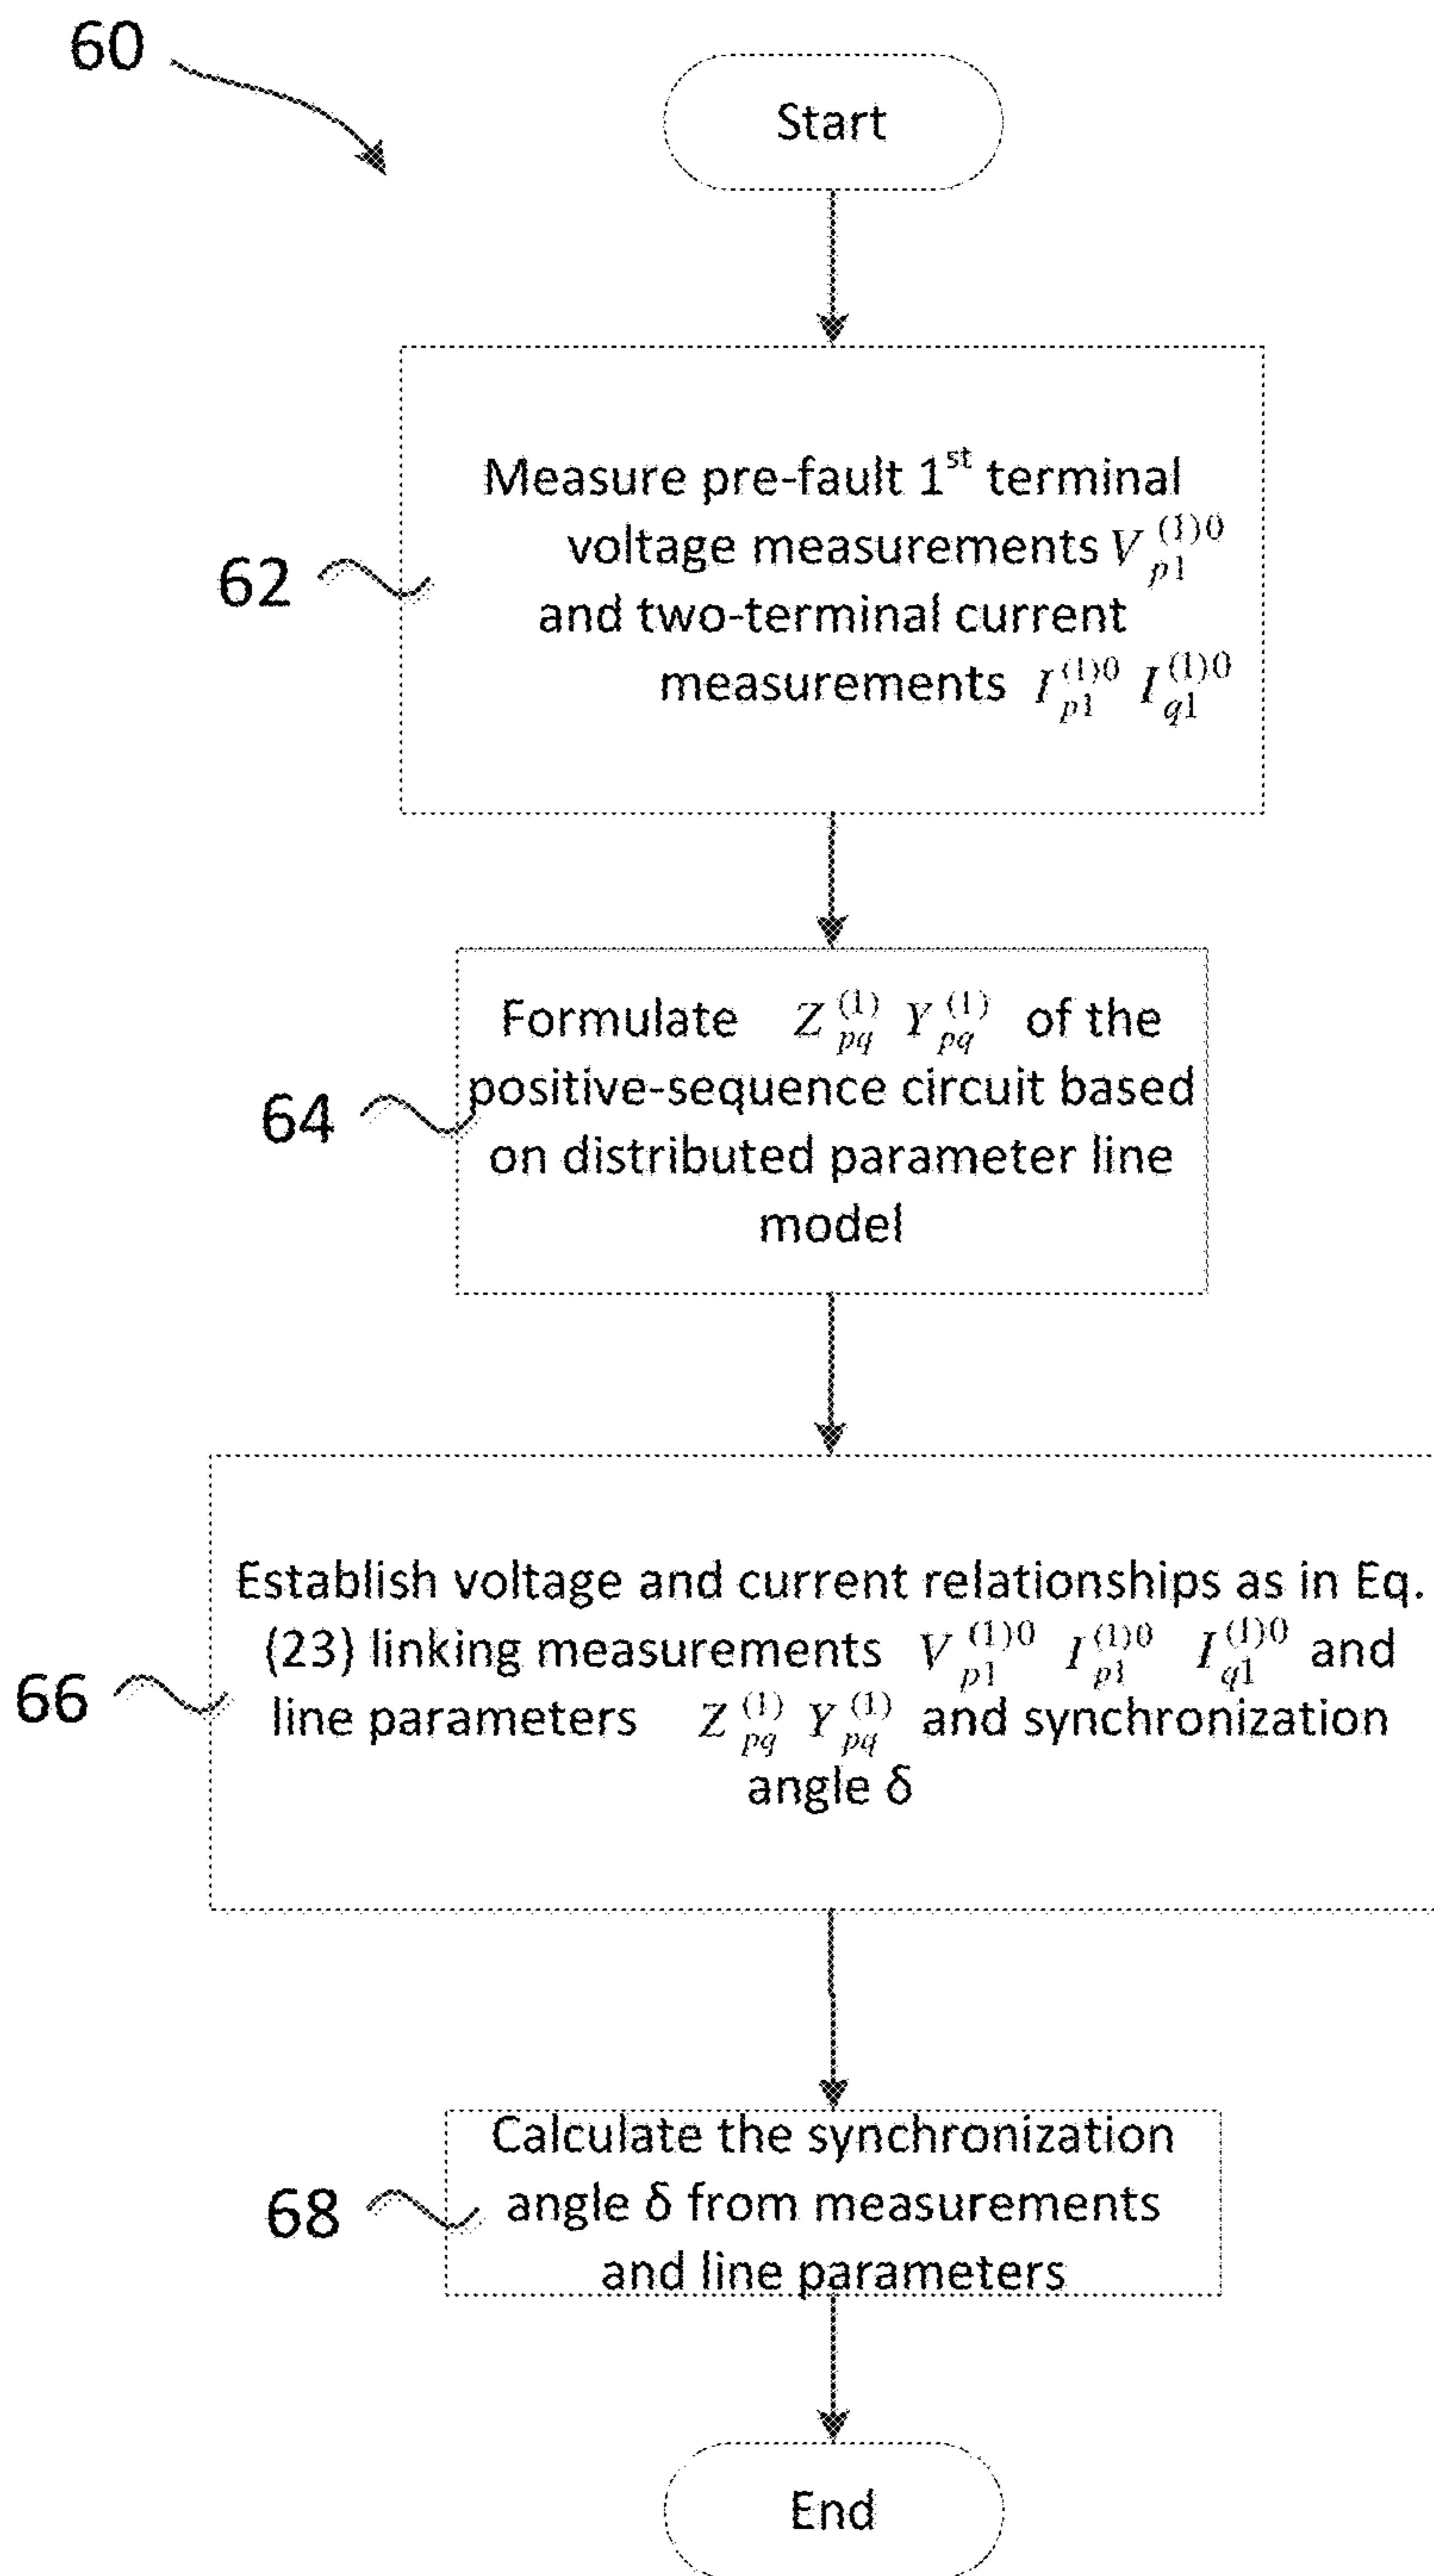 60
Start
Measure pre-fault 1st terminal
voltage measurements V_{p1}^{(1)0}
62
and two-terminal current
measurements I_{p1}^{(1)0} I_{q1}^{(1)0}
Formulate Z_{pq}^{(1)} Y_{pq}^{(1)} of the
positive-sequence circuit based
64
on distributed parameter line
model
Establish voltage and current relationships as in Eq.
(23) linking measurements V_{p1}^{(1)0} I_{p1}^{(1)0} I_{q1}^{(1)0} and
66
line parameters Z_{pq}^{(1)} Y_{pq}^{(1)} and synchronization
angle δ
Calculate the synchronization
68
angle δ from measurements
and line parameters
End